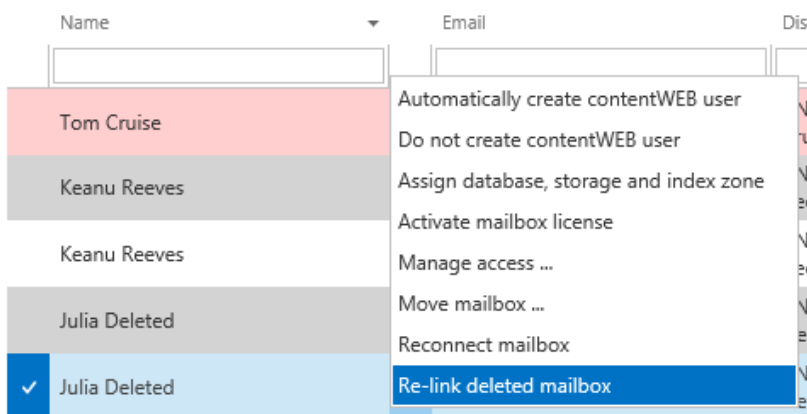 Name
Email
Automatically create contentWEB user
Tom Cruise
Do not create contentWEB user
Keanu Reeves
Assign database, storage and index zone
Activate mailbox license
Keanu Reeves
Manage access ...
Julia Deleted
Move mailbox ...
Reconnect mailbox
Julia Deleted
Re-link deleted mailbox